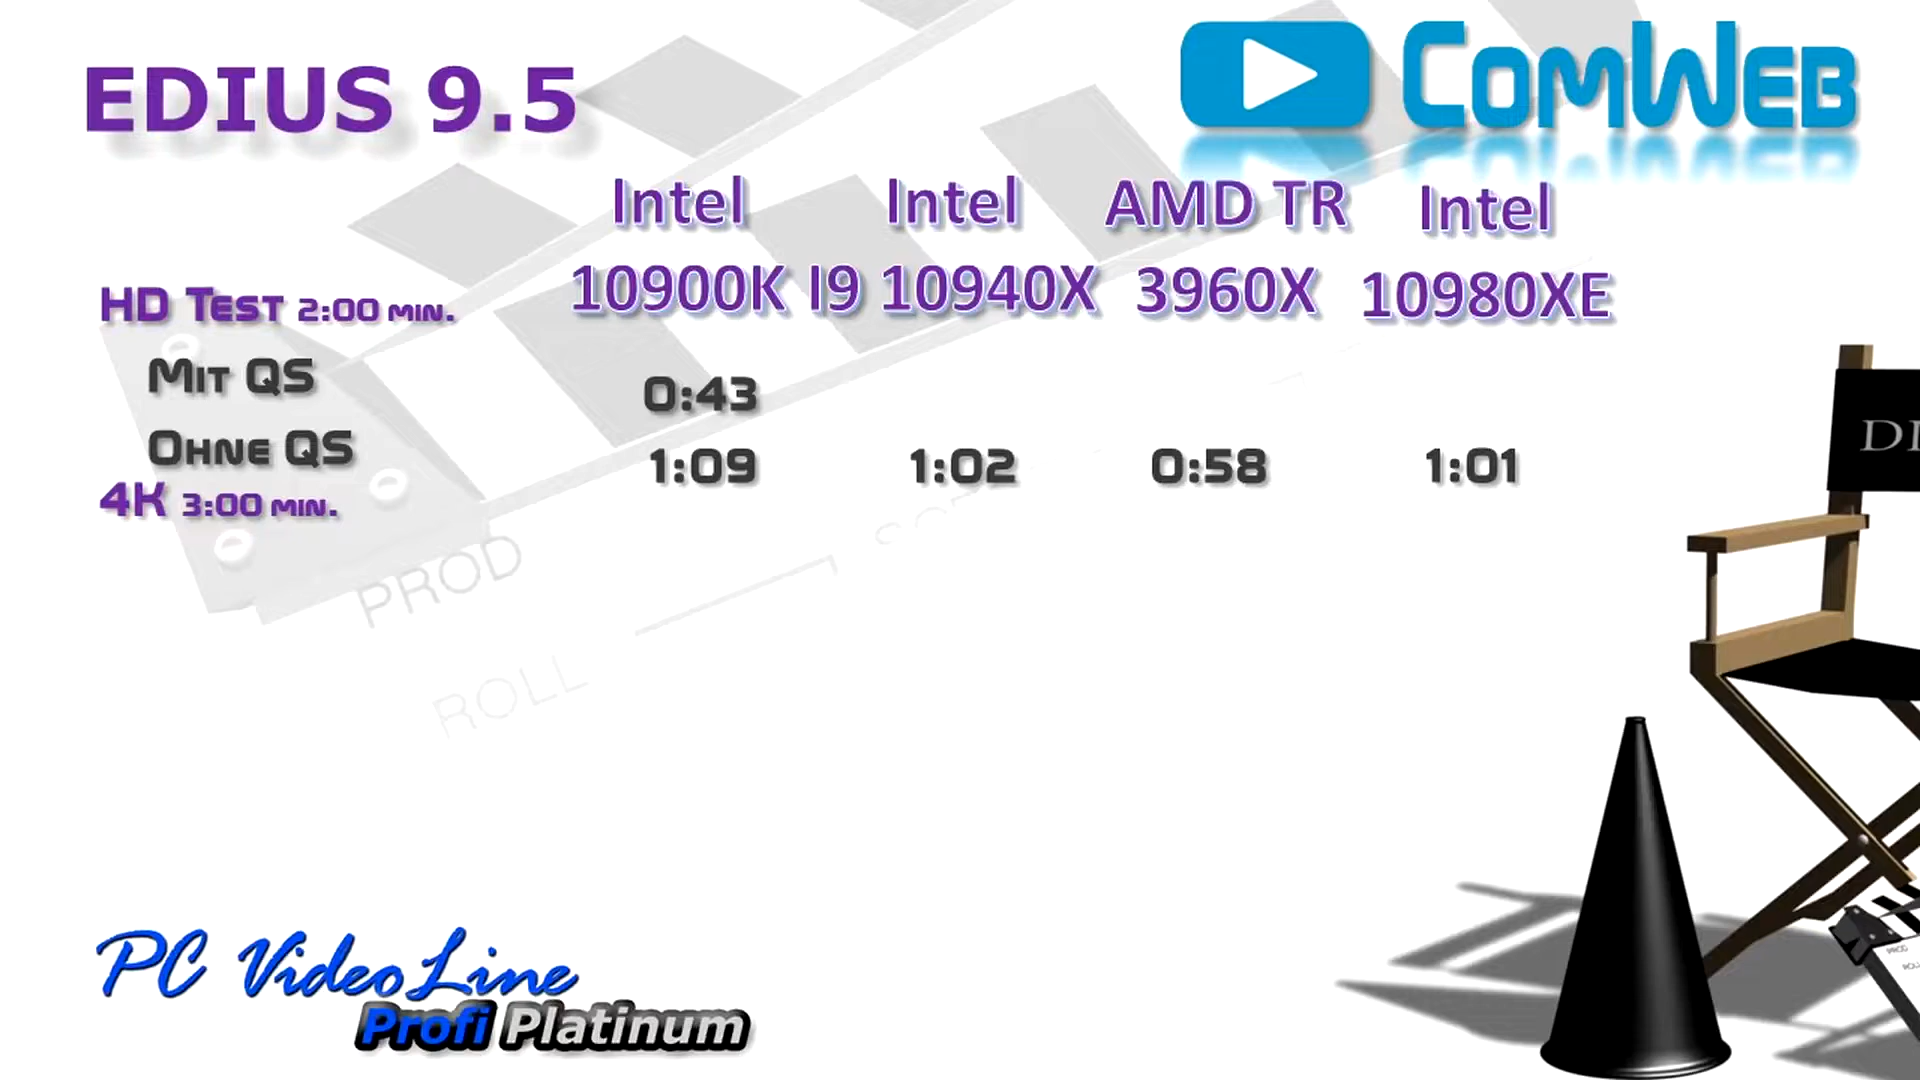 EDIUS 9.5
COMWEB
Intel Intel AMD TR Intel
10900K I9 10940X 3960X 10980XE
HD TEST 2:00 MIN.
MIT QS 0:43
OHNE QS 1:09 1:02 0:58 1:01
4K 3:00 MIN.
PROD
ROLL
PC VideoLine
Profi Platinum